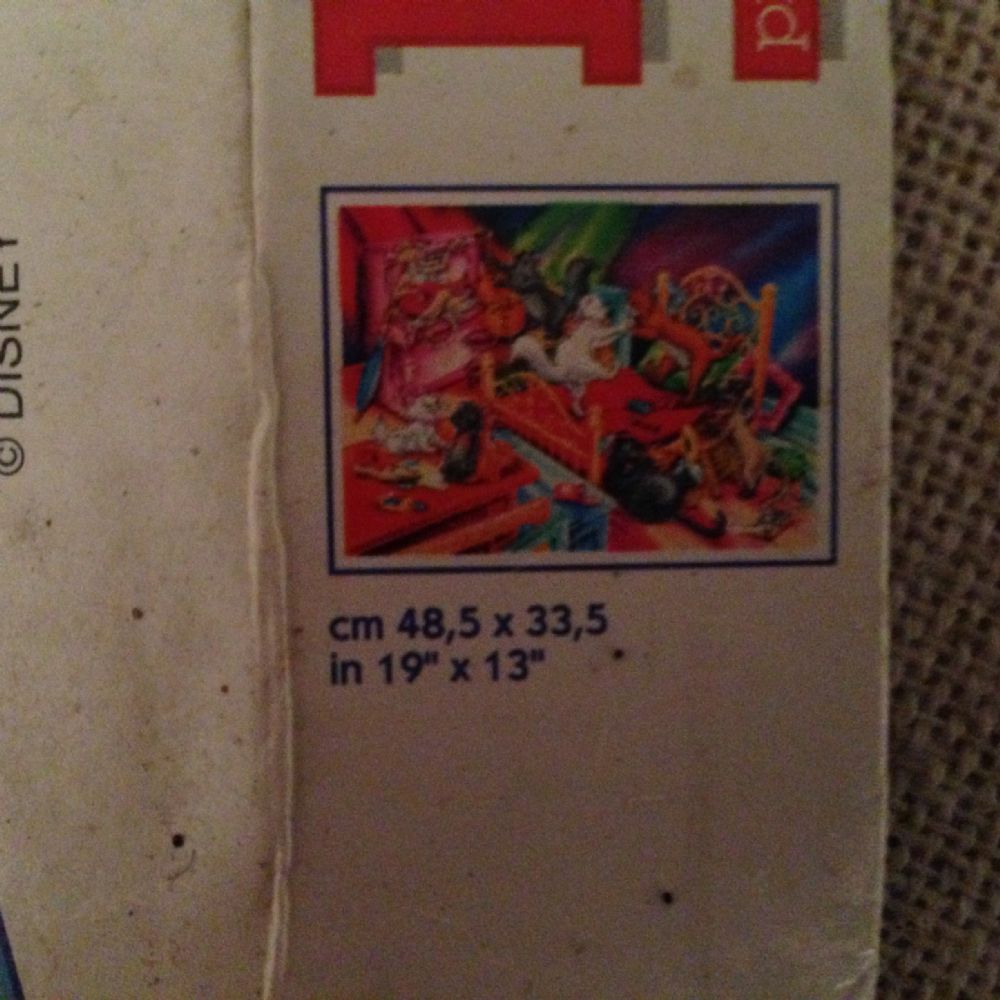 © DISNEY
cm 48,5 x 33,5
in 19" x 13"